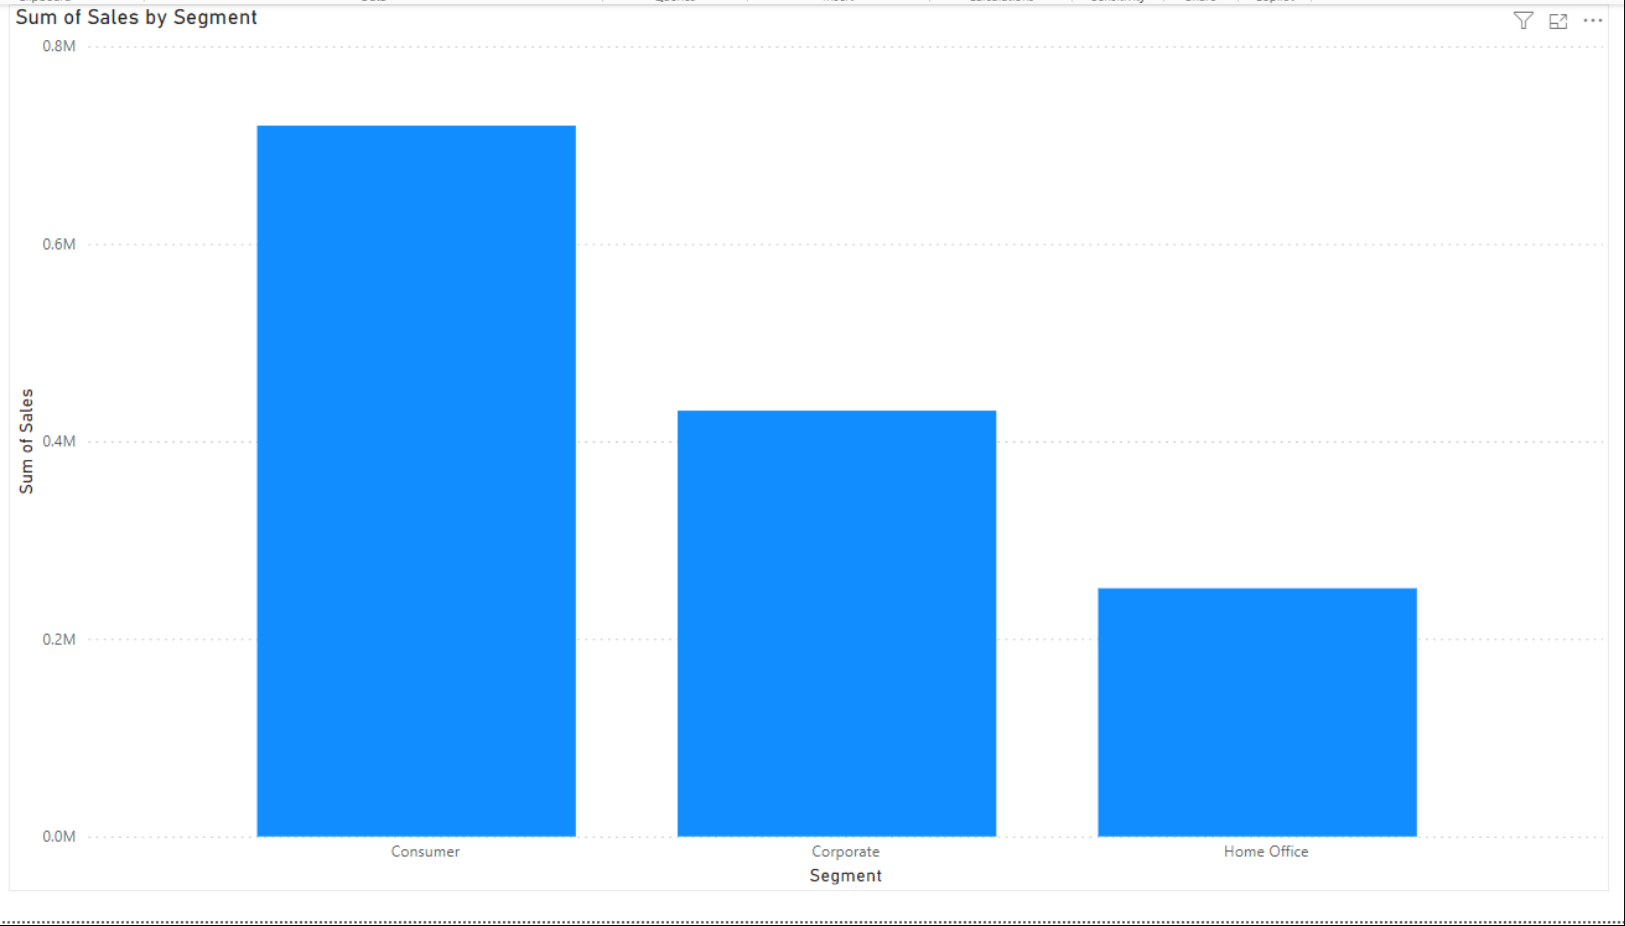 Sum of Sales by Segment
0.8M
0.6M
0.4M
0.2M
0.0M
Sum of Sales
Consumer Corporate Home Office
Segment